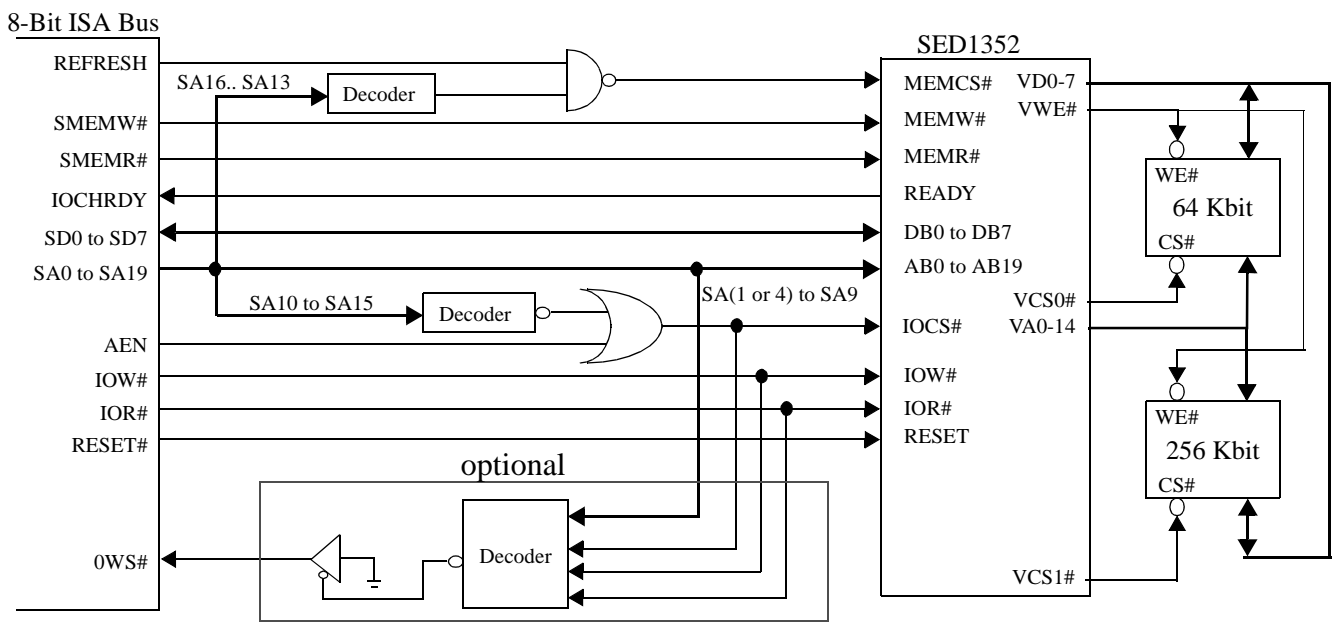 8-Bit ISA Bus
REFRESH
SA16.. SA13
Decoder
SMEMW#
SMEMR#
IOCHRDY
SD0 to SD7
SA0 to SA19
SA10 to SA15
Decoder
SA(1 or 4) to SA9
AEN
IOW#
IOR#
RESET#
optional
Decoder
0WS#
SED1352
MEMCS#
MEMW#
MEMR#
READY
DB0 to DB7
AB0 to AB19
IOCS#
IOW#
IOR#
RESET
VD0-7
VWE#
VCS0#
VA0-14
VCS1#
WE#
64 Kbit
CS#
WE#
256 Kbit
CS#